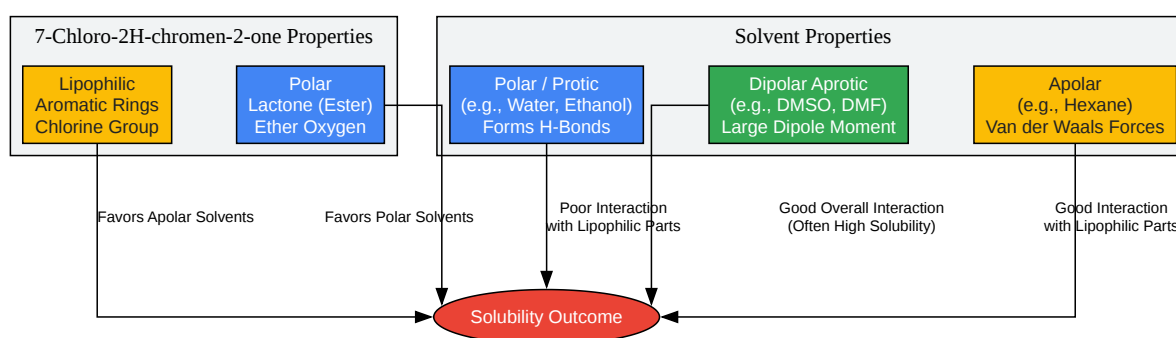 7-Chloro-2H-chromen-2-one Properties
Lipophilic
Aromatic Rings
Chlorine Group
Polar
Lactone (Ester)
Ether Oxygen
Solvent Properties
Polar / Protic
(e.g., Water, Ethanol)
Forms H-Bonds
Dipolar Aprotic
(e.g., DMSO, DMF)
Large Dipole Moment
Apolar
(e.g., Hexane)
Van der Waals Forces
Favors Apolar Solvents
Favors Polar Solvents
Poor Interaction
with Lipophilic Parts
Good Overall Interaction
(Often High Solubility)
Good Interaction
with Lipophilic Parts
Solubility Outcome